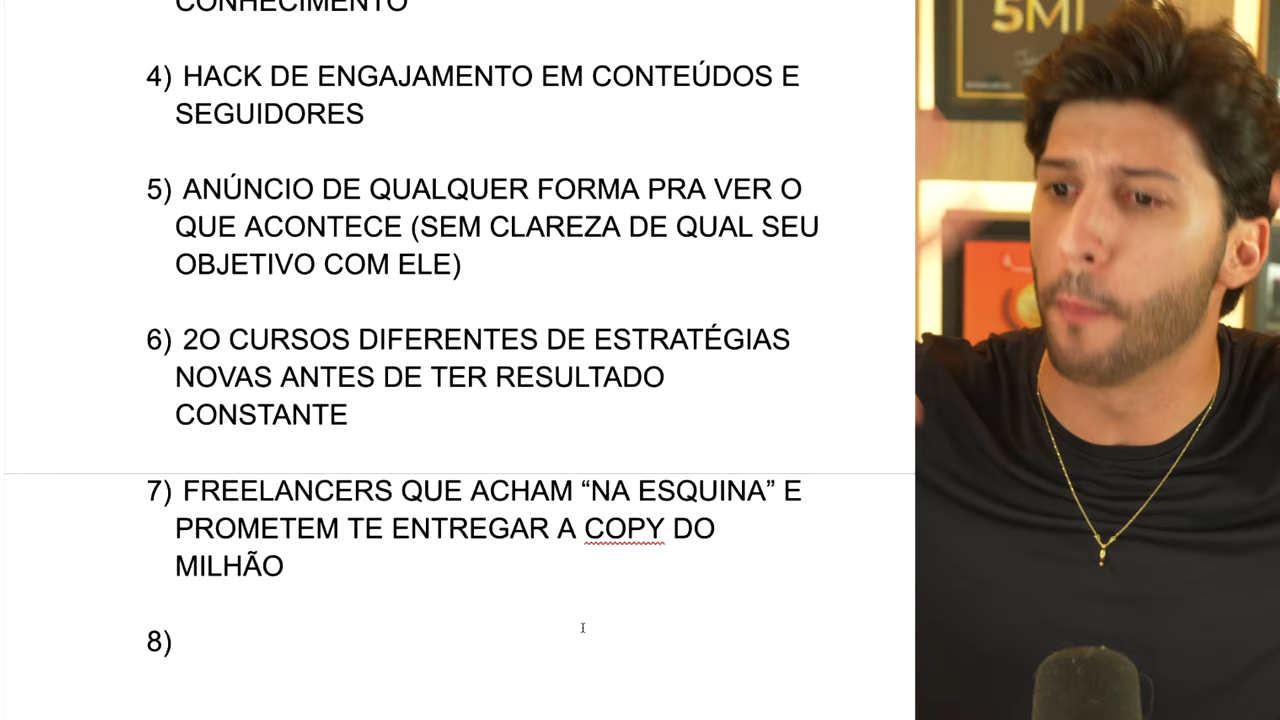 CONHECIMENTO
4) HACK DE ENGAJAMENTO EM CONTEÚDOS E
SEGUIDORES
5) ANÚNCIO DE QUALQUER FORMA PRA VER O
QUE ACONTECE (SEM CLAREZA DE QUAL SEU
OBJETIVO COM ELE)
6) 2O CURSOS DIFERENTES DE ESTRATÉGIAS
NOVAS ANTES DE TER RESULTADO
CONSTANTE
7) FREELANCERS QUE ACHAM “NA ESQUINA” E
PROMETEM TE ENTREGAR A COPY DO
MILHÃO
8)
5MI